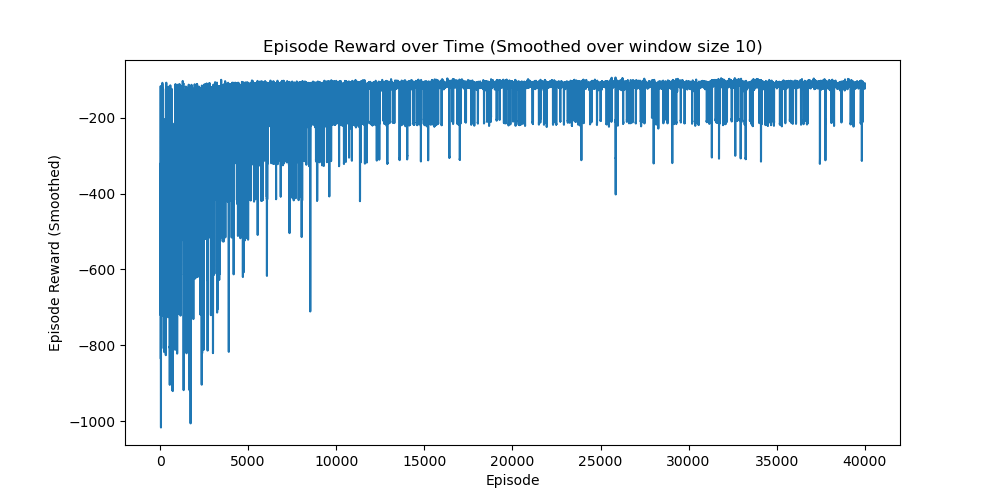 Episode Reward over Time (Smoothed over window size 10)
Episode Reward (Smoothed)
−200
−400
−600
−800
−1000
0 5000 10000 15000 20000 25000 30000 35000 40000
Episode